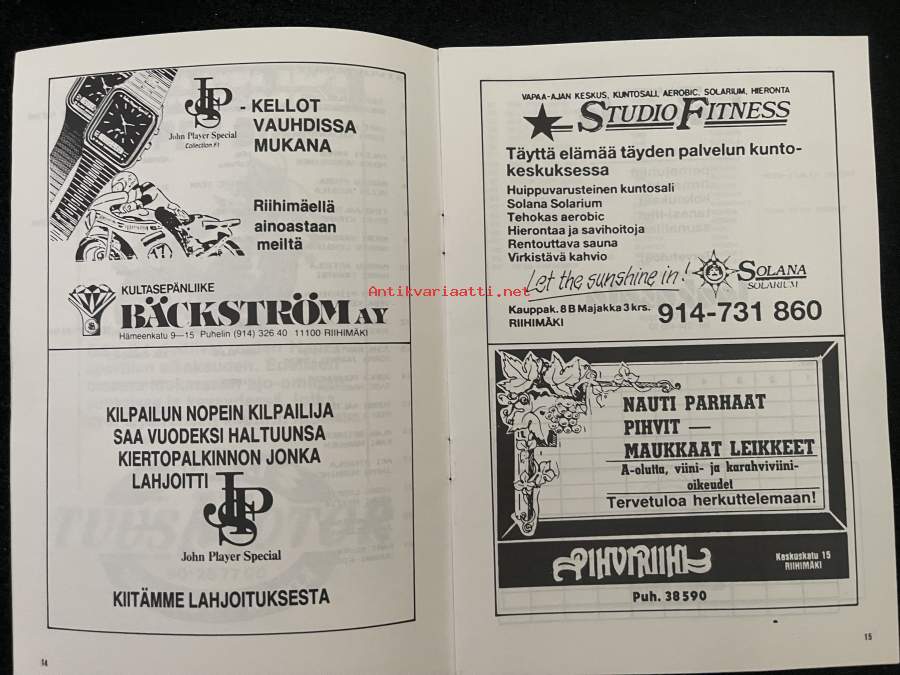 JPS
John Player Special
Collection F1
- KELLOT
VAUHDISSA
MUKANA
Riihimäellä
ainoastaan
meiltä
KULTASEPÄNLIIKE
BÄCKSTRÖM AY
Hämeenkatu 9—15 Puhelin (914) 326 40 11100 RIIHIMÄKI
KILPAILUN NOPEIN KILPAILIJA
SAA VUODEKSI HALTUUNSA
KIERTOPALKINNON JONKA
LAHJOITTI
JPS
John Player Special
KIITÄMME LAHJOITUKSESTA
14
VAPAA-AJAN KESKUS, KUNTOSALI, AEROBIC, SOLARIUM, HIERONTA
STUDIO FITNESS
Täyttä elämää täyden palvelun kunto-
keskuksessa
Huippuvarusteinen kuntosali
Solana Solarium
Tehokas aerobic
Hierontaa ja savihoitoja
Rentouttava sauna
Virkistävä kahvio
Let the sunshine in!
SOLANA
SOLARIUM
Kauppak. 8 B Majakka 3 krs.
RIIHIMÄKI
914-731 860
NAUTI PARHAAT
PIHVIT —
MAUKKAAT LEIKKEET
A-olutta, viini- ja karahviviini-
oikeudet
Tervetuloa herkuttelemaan!
PIHVIRIIHI
Keskuskatu 15
RIIHIMÄKI
Puh. 38590
15
Antikvariaatti.net